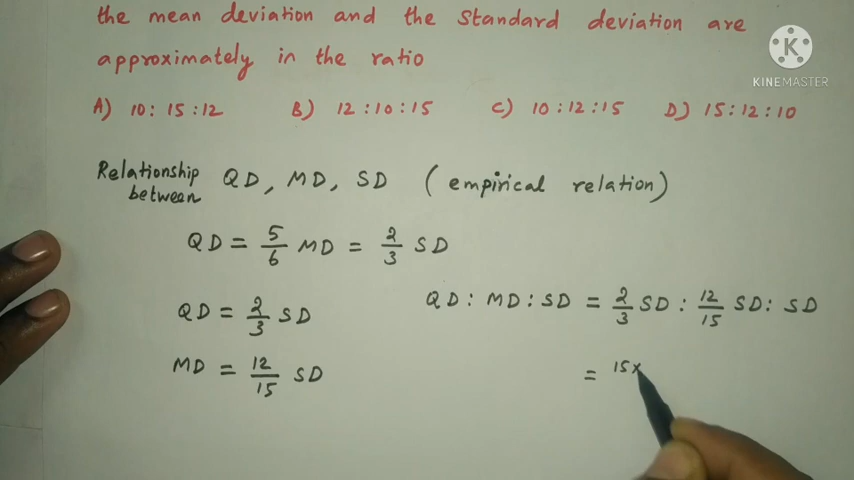 the mean deviation and the standard deviation are
approximately in the ratio
K
KINEMASTER
A) 10 : 15 : 12 B) 12 : 10 : 15 C) 10 : 12 : 15 D) 15 : 12 : 10
Relationship between QD, MD, SD (empirical relation)
QD = 5/6 MD = 2/3 SD
QD = 2/3 SD
MD = 12/15 SD
QD : MD : SD = 2/3 SD : 12/15 SD : SD
= 15×